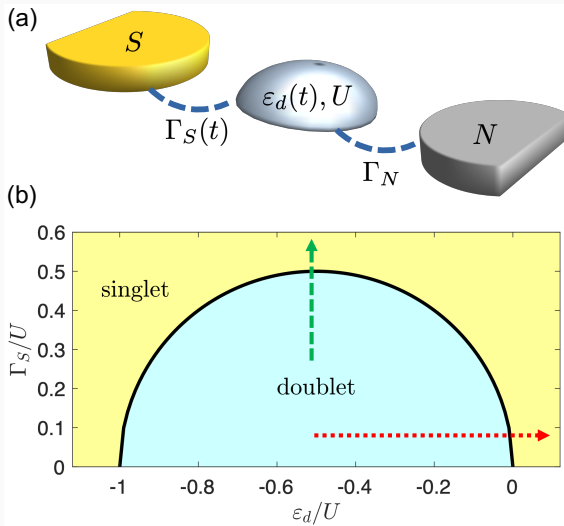 (a)
S
ε_d(t), U
Γ_S(t)
N
Γ_N
(b)
0.6
0.5
0.4
0.3
0.2
0.1
0
Γ_S/U
singlet
doublet
-1 -0.8 -0.6 -0.4 -0.2 0
ε_d/U